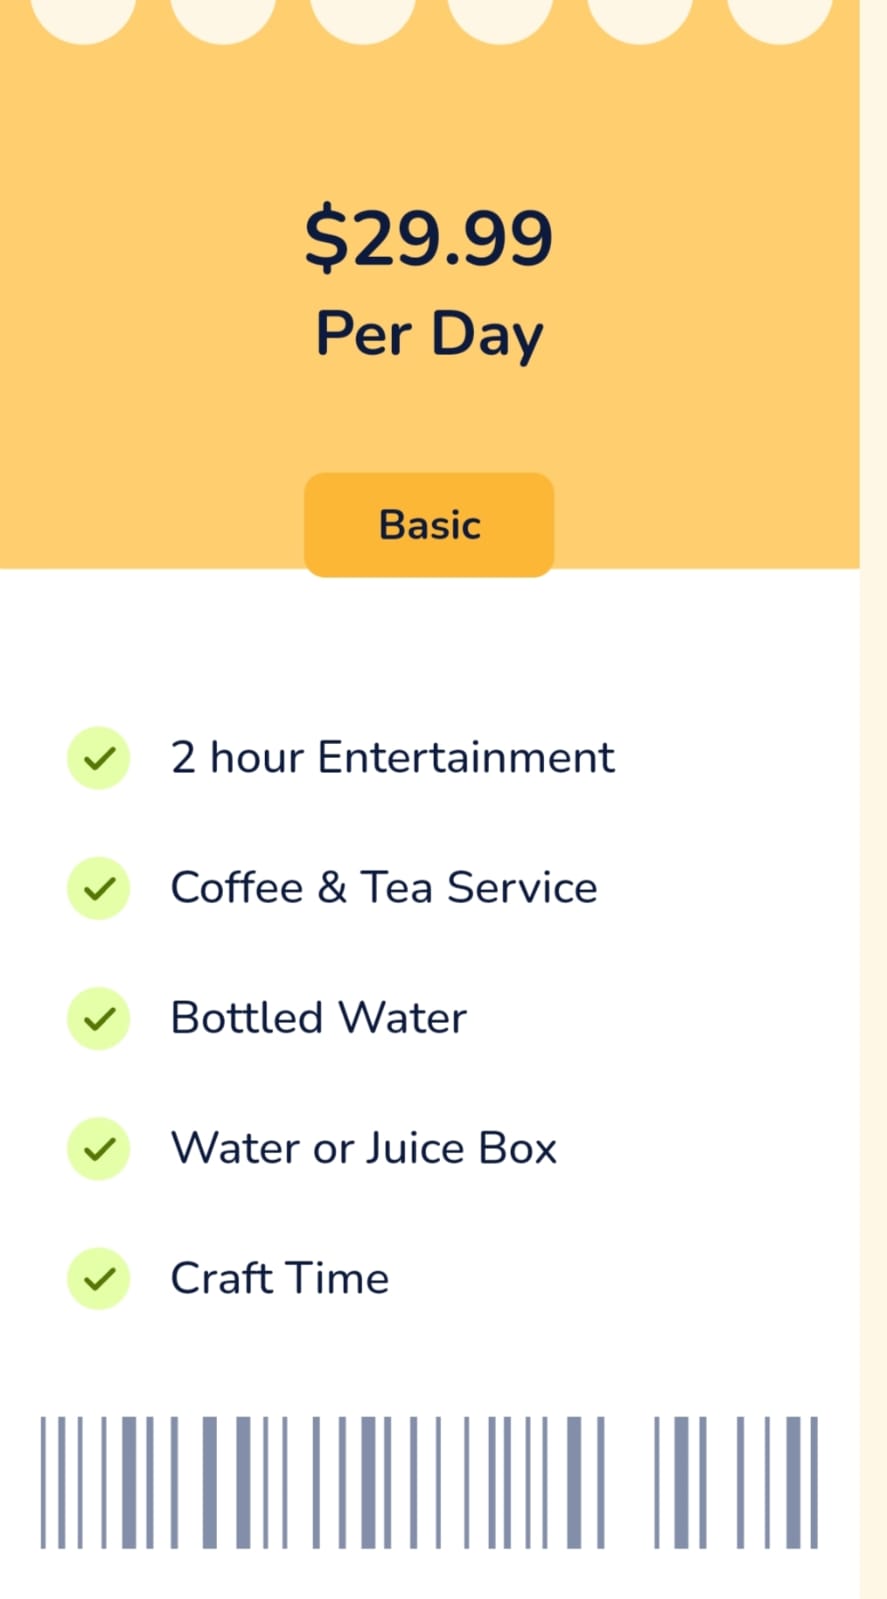 $29.99
Per Day
Basic
2 hour Entertainment
Coffee & Tea Service
Bottled Water
Water or Juice Box
Craft Time